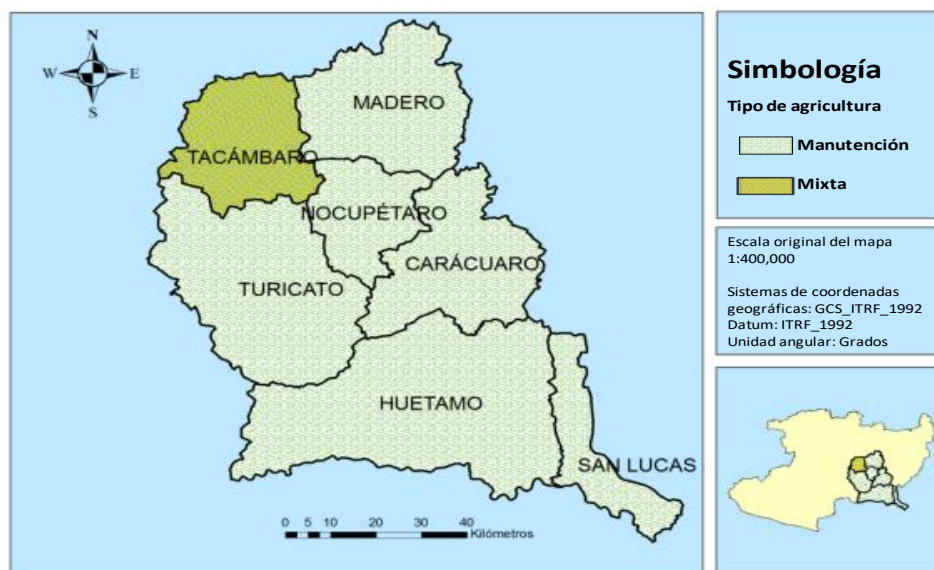 N
W E
S
MADERO
TACÁMBARO
NOCUPÉTARO
CARÁCUARO
TURICATO
HUETAMO
SAN LUCAS
0 5 10 20 30 40
Kilómetros
Simbología
Tipo de agricultura
Manutención
Mixta
Escala original del mapa
1:400,000
Sistemas de coordenadas
geográficas: GCS_ITRF_1992
Datum: ITRF_1992
Unidad angular: Grados